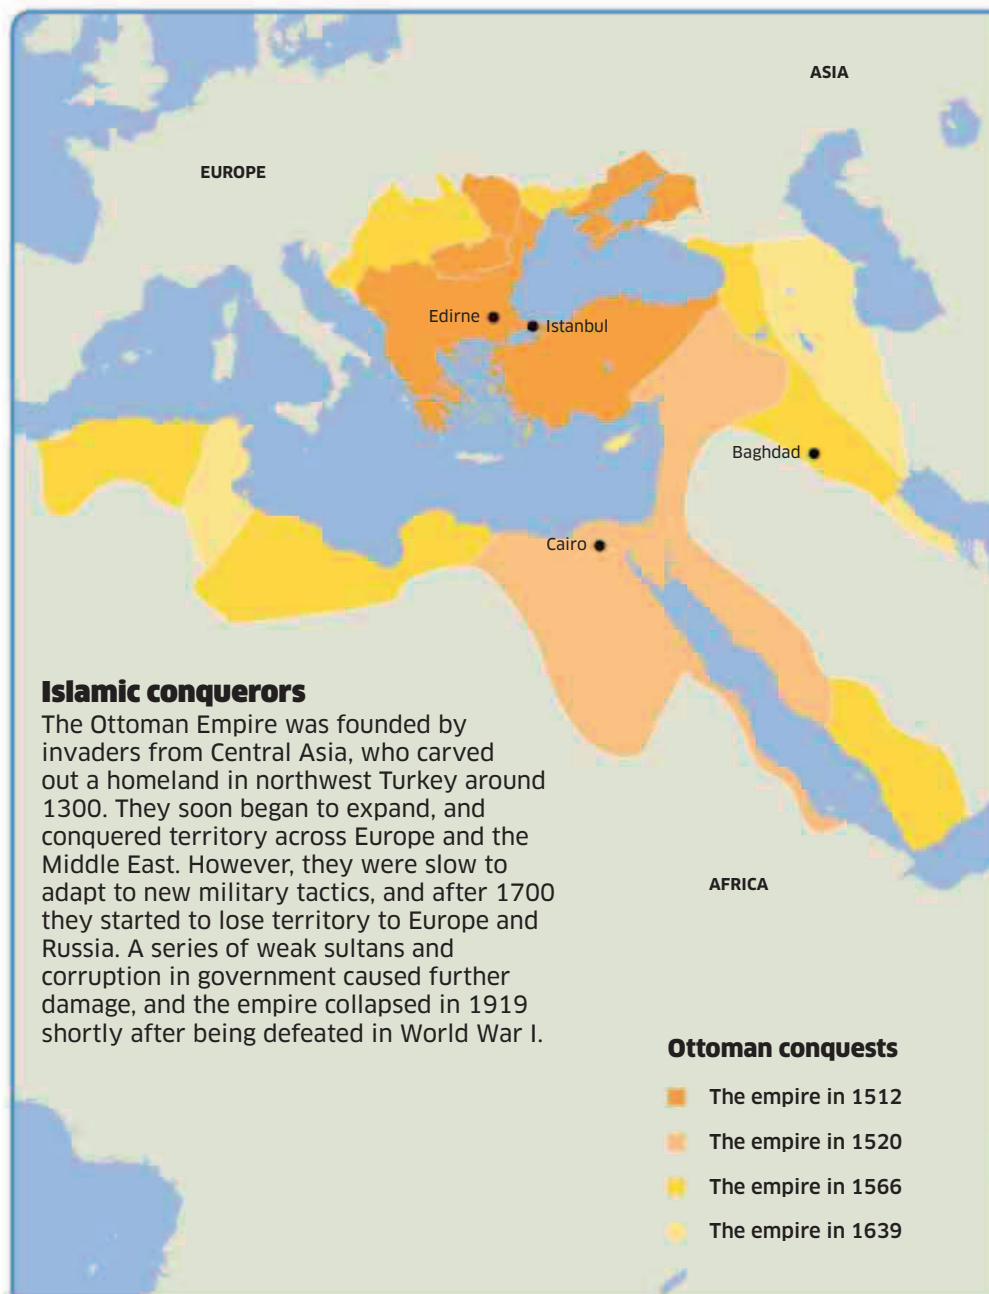 ASIA
EUROPE
Edirne
Istanbul
Baghdad
Cairo
Islamic conquerors
The Ottoman Empire was founded by
invaders from Central Asia, who carved
out a homeland in northwest Turkey around
1300. They soon began to expand, and
conquered territory across Europe and the
Middle East. However, they were slow to
adapt to new military tactics, and after 1700
they started to lose territory to Europe and
Russia. A series of weak sultans and
corruption in government caused further
damage, and the empire collapsed in 1919
shortly after being defeated in World War I.
AFRICA
Ottoman conquests
The empire in 1512
The empire in 1520
The empire in 1566
The empire in 1639